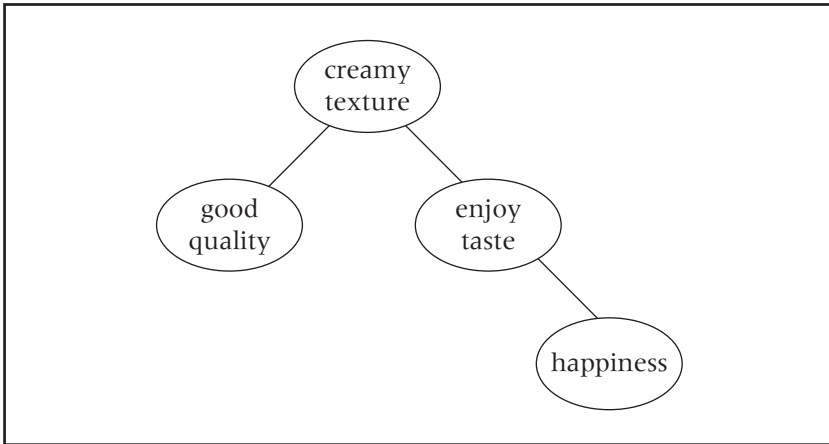 creamy
texture
good
quality
enjoy
taste
happiness